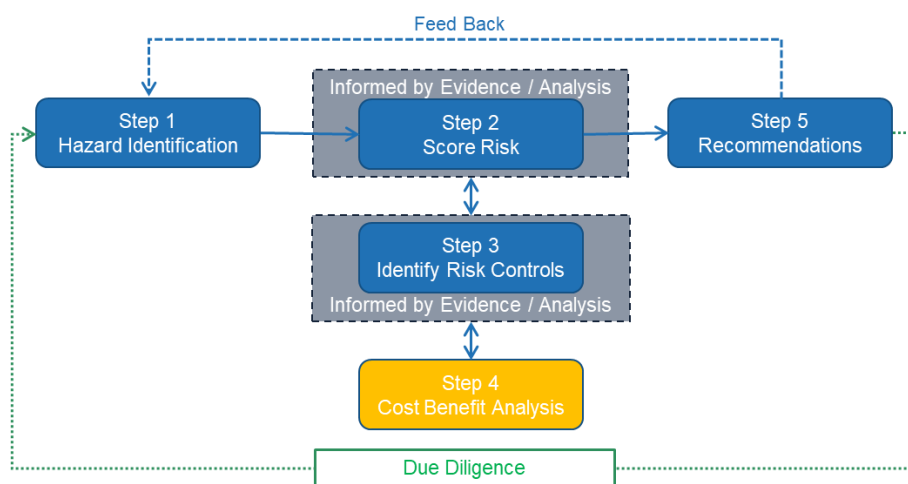 Feed Back
Informed by Evidence / Analysis
Step 1
Hazard Identification
Step 2
Score Risk
Step 5
Recommendations
Step 3
Identify Risk Controls
Informed by Evidence / Analysis
Step 4
Cost Benefit Analysis
Due Diligence